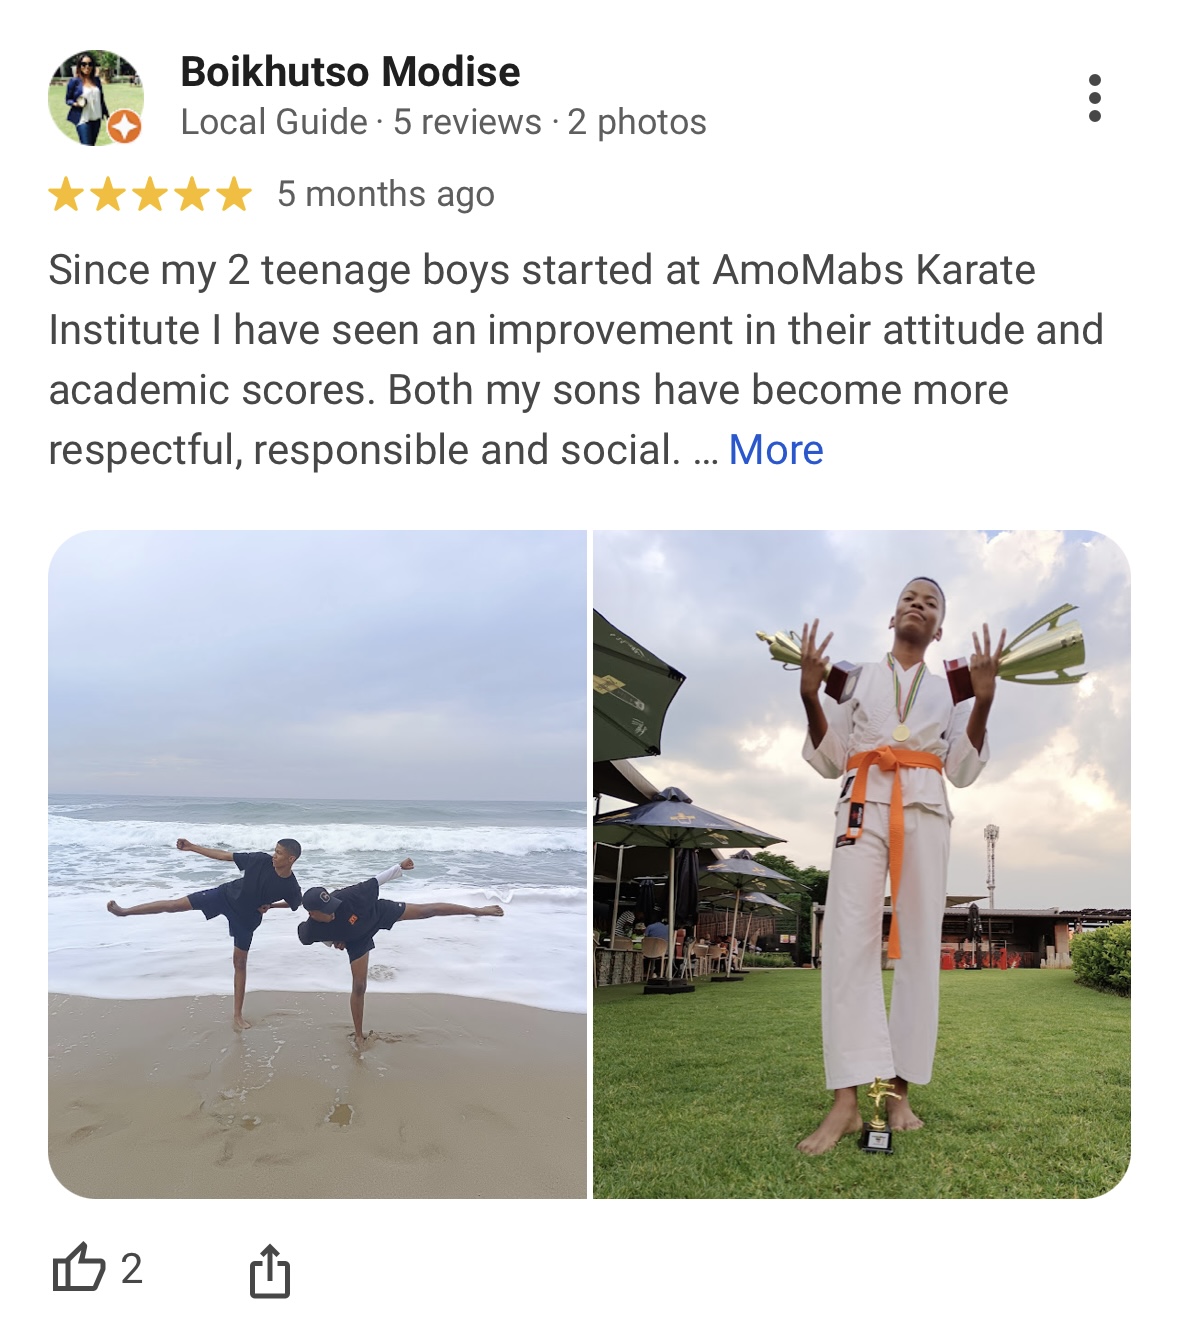 Boikhutso Modise
Local Guide · 5 reviews · 2 photos
5 months ago
Since my 2 teenage boys started at AmoMabs Karate
Institute I have seen an improvement in their attitude and
academic scores. Both my sons have become more
respectful, responsible and social. ... More
2